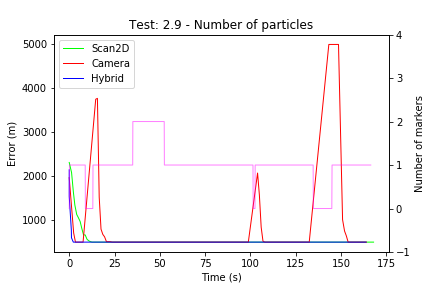 Test: 2.9 - Number of particles
Scan2D
Camera
Hybrid
Error (m)
5000
4000
3000
2000
1000
Number of markers
4
3
2
1
0
−1
0
25
50
75
100
125
150
175
Time (s)